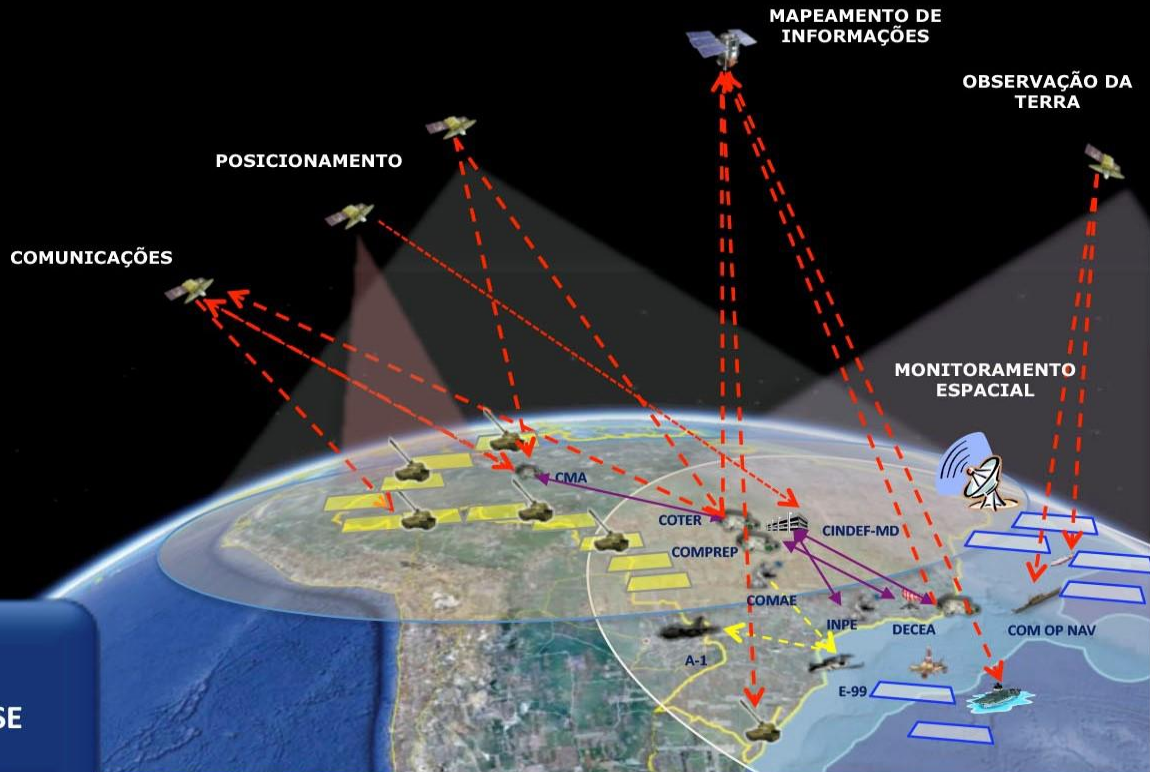 MAPEAMENTO DE
INFORMAÇÕES
OBSERVAÇÃO DA
TERRA
POSICIONAMENTO
COMUNICAÇÕES
MONITORAMENTO
ESPACIAL
CMA
COTER
CINDEF-MD
COMPREP
COMAE
INPE
DECEA
COM OP NAV
A-1
E-99
SE